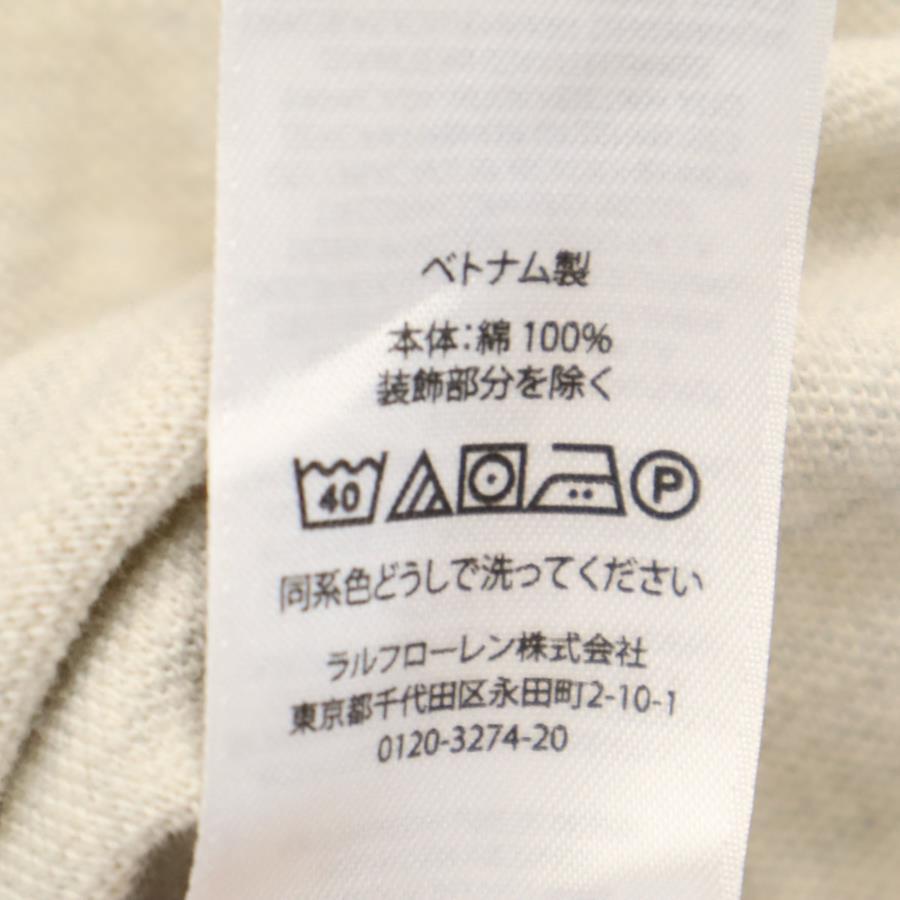 ベトナム製
本体：綿 100%
装飾部分を除く
40 P
同系色どうしで洗ってください
ラルフローレン株式会社
東京都千代田区永田町2-10-1
0120-3274-20